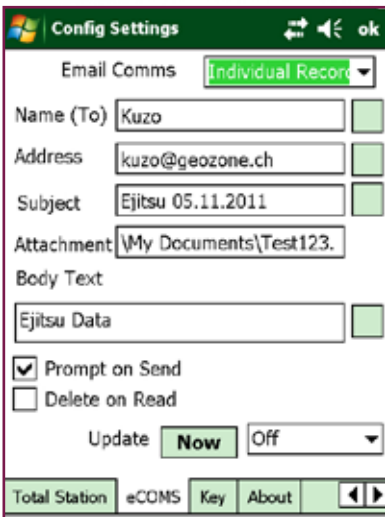 Config Settings ok
Email Comms Individual Record
Name (To) Kuzo
Address kuzo@geozone.ch
Subject Ejitsu 05.11.2011
Attachment \My Documents\Test123.
Body Text
Ejitsu Data
Prompt on Send
Delete on Read
Update Now Off
Total Station eCOMS Key About